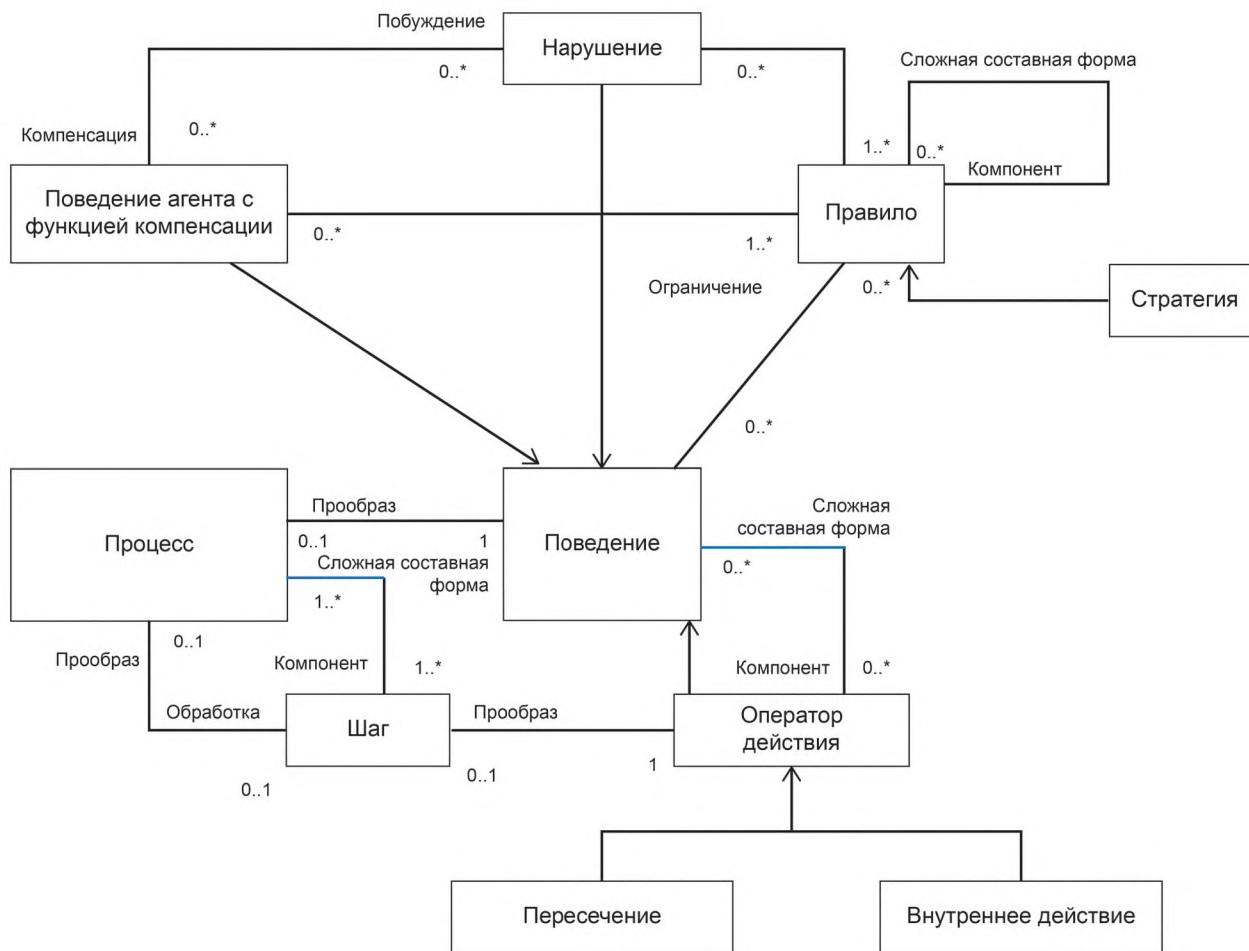 Побуждение
Нарушение
0..*
0..*
Сложная составная форма
Компенсация
0..*
1..*
0..*
Компонент
Поведение агента с
функцией компенсации
Правило
0..*
1..*
Ограничение
0..*
Стратегия
0..*
Процесс
Прообраз
0..1
1
Поведение
Сложная
составная форма
0..*
Сложная составная
форма
1..*
0..1
Прообраз
Компонент
1..*
Компонент
0..*
Обработка
Шаг
Прообраз
Оператор
действия
0..1
0..1
1
Пересечение
Внутреннее действие